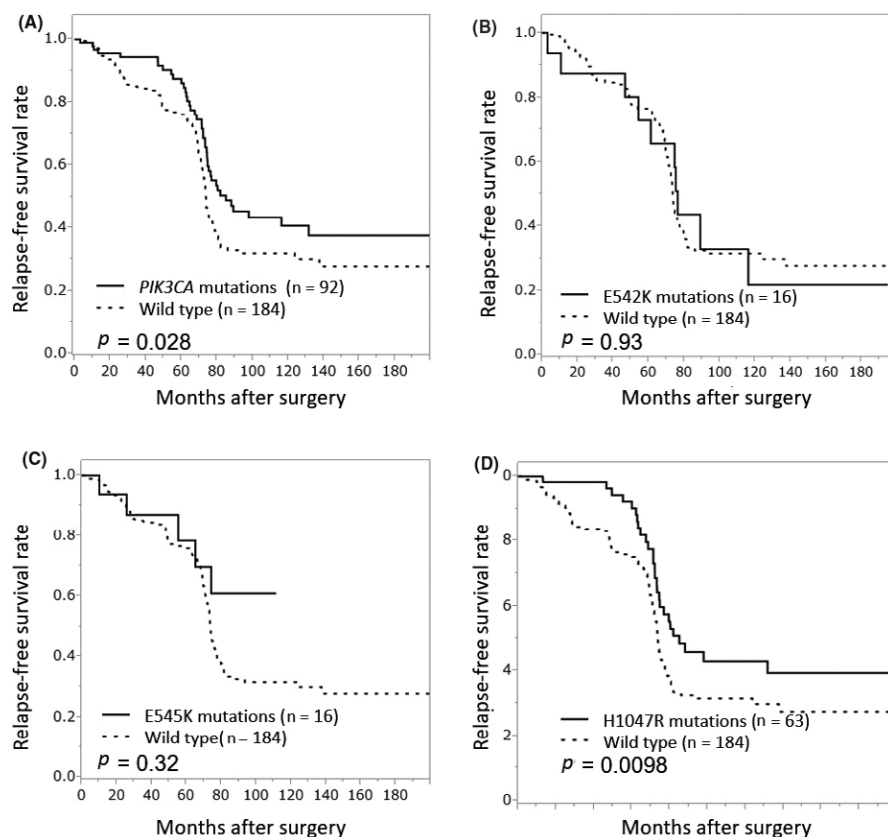 (A)
Relapse-free survival rate
1.0
0.8
0.6
0.4
0.2
0.0
PIK3CA mutations (n = 92)
Wild type (n = 184)
p = 0.028
0 20 40 60 80 100 120 140 180
Months after surgery
(B)
Relapse-free survival rate
1.0
0.8
0.6
0.4
0.2
0.0
E542K mutations (n = 16)
Wild type (n = 184)
p = 0.93
0 20 40 60 80 100 120 140 180
Months after surgery
(C)
Relapse-free survival rate
1.0
0.8
0.6
0.4
0.2
0.0
E545K mutations (n = 16)
Wild type( n – 184)
p = 0.32
0 20 40 60 80 100 120 140 180
Months after surgery
(D)
Relapse-free survival rate
0
8
6
4
2
0
H1047R mutations (n = 63)
Wild type (n = 184)
p = 0.0098
Months after surgery